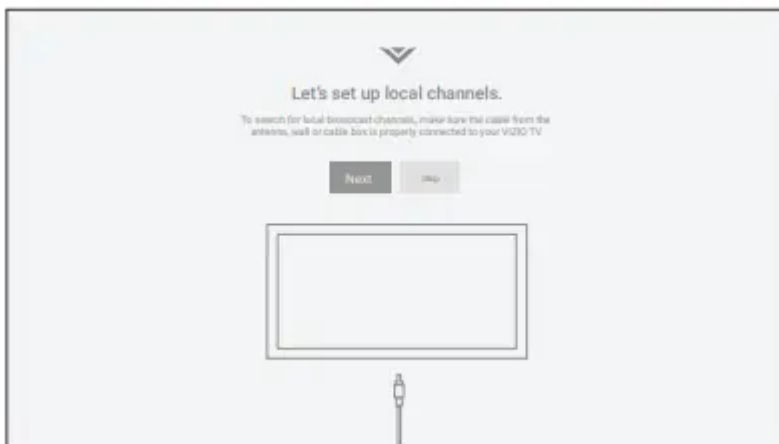 Let's set up local channels.
To search for local broadcast channels, make sure the cable from the
antenna, wall or cable box is properly connected to your VIZIO TV.
Next
Skip